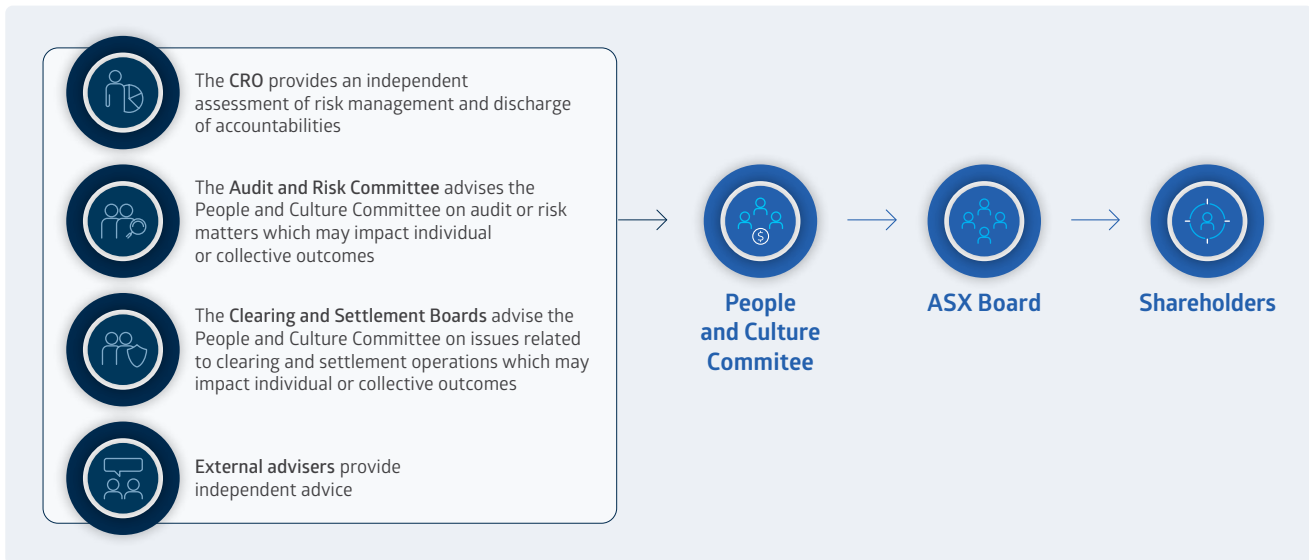 The CRO provides an independent
assessment of risk management and discharge
of accountabilities
The Audit and Risk Committee advises the
People and Culture Committee on audit or risk
matters which may impact individual
or collective outcomes
The Clearing and Settlement Boards advise the
People and Culture Committee on issues related
to clearing and settlement operations which may
impact individual or collective outcomes
External advisers provide
independent advice
$
People
and Culture
Commitee
ASX Board
Shareholders